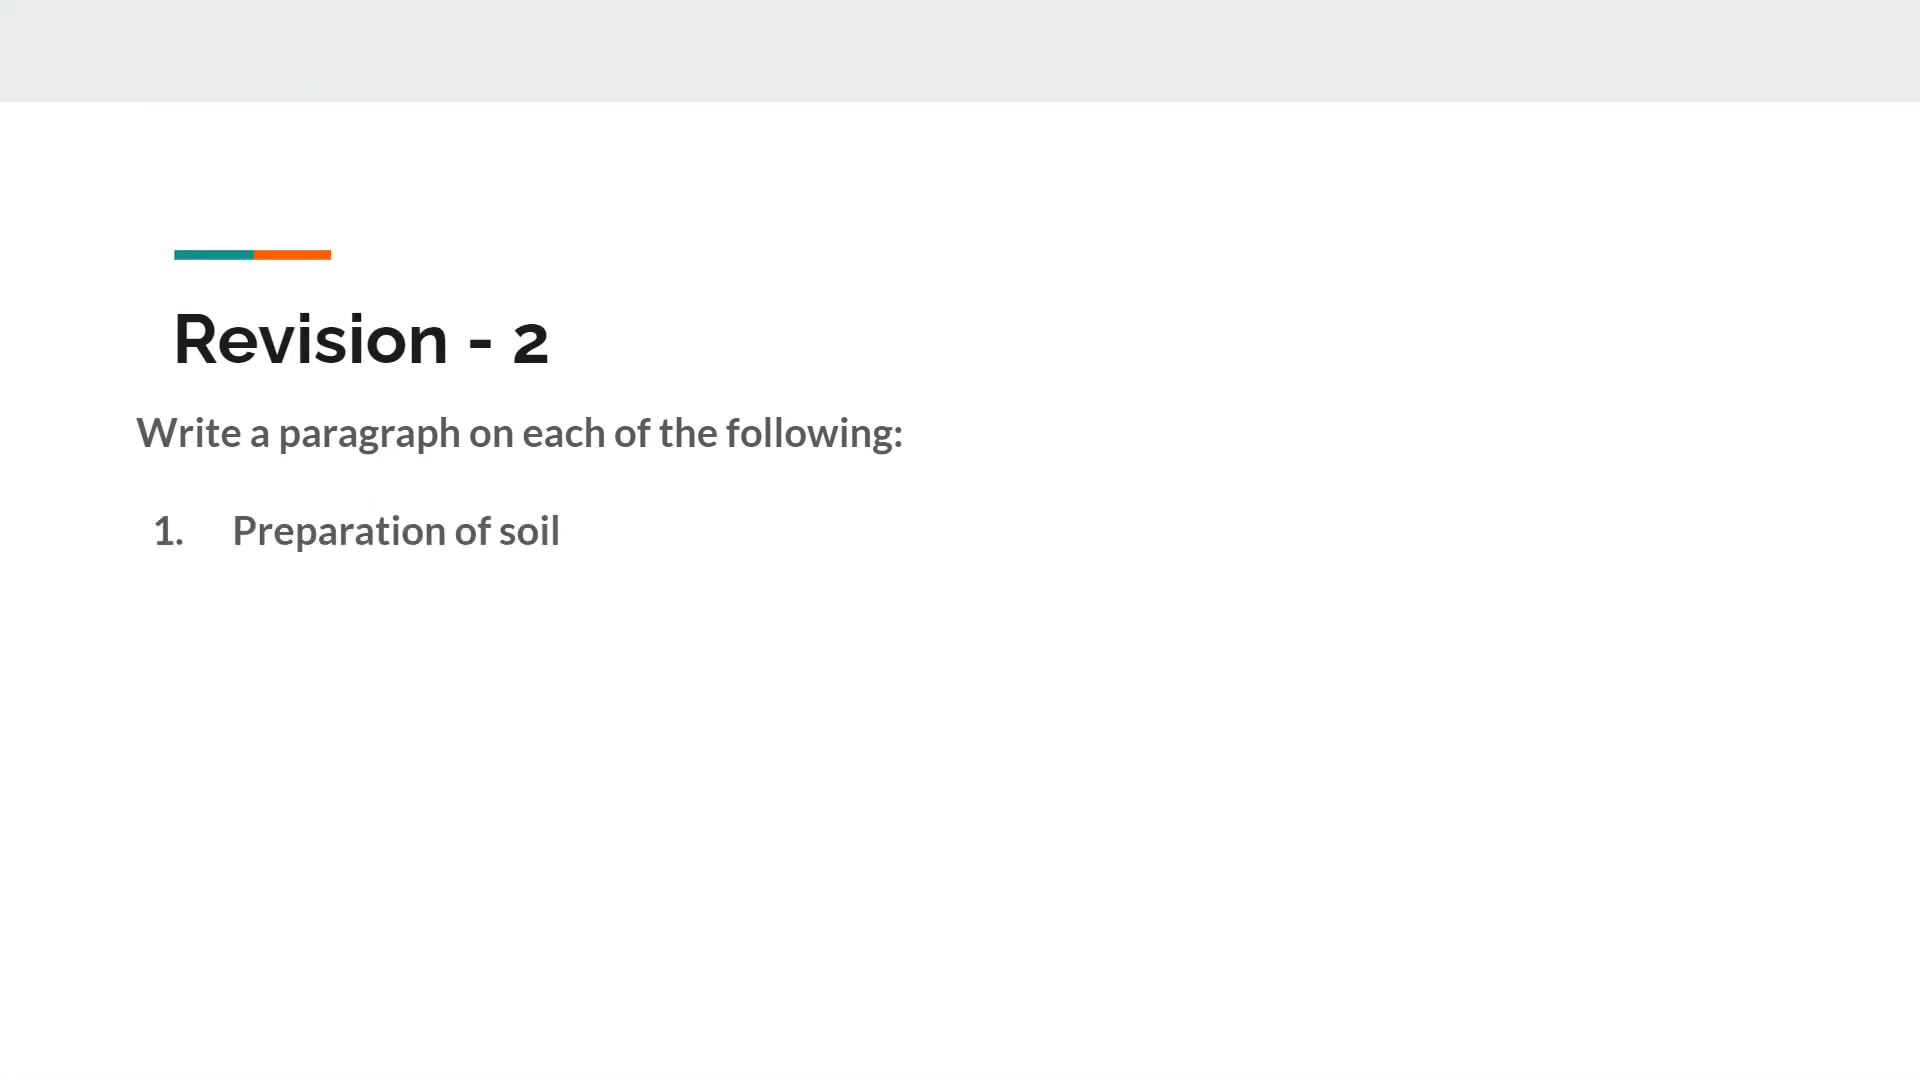 Revision - 2
Write a paragraph on each of the following:
1. Preparation of soil